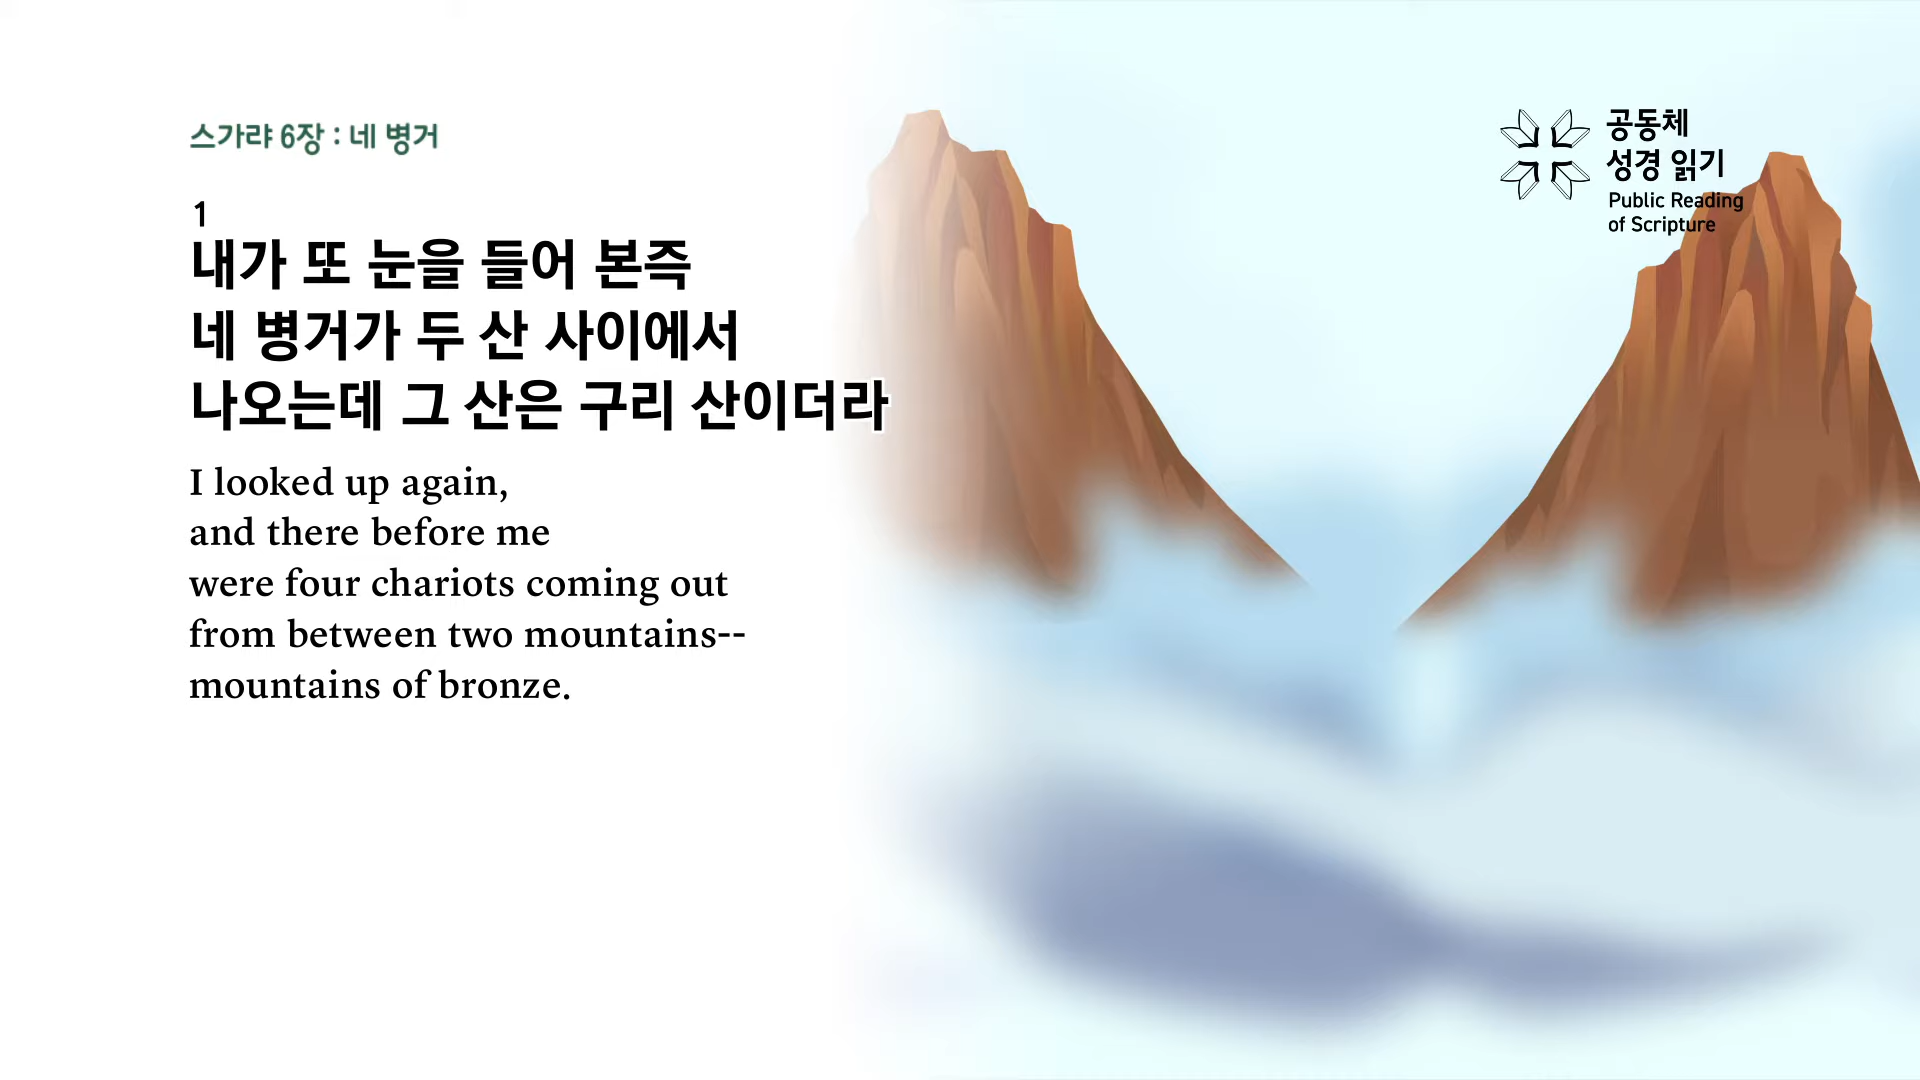 스가랴 6장 : 네 병거
1
내가 또 눈을 들어 본즉
네 병거가 두 산 사이에서
나오는데 그 산은 구리 산이더라
I looked up again,
and there before me
were four chariots coming out
from between two mountains--
mountains of bronze.
공동체
성경 읽기
Public Reading
of Scripture